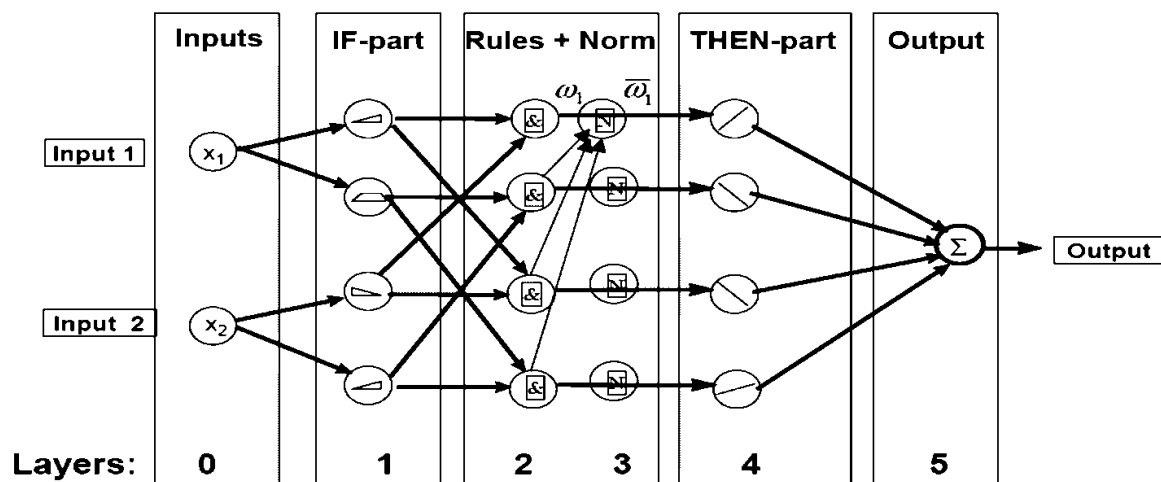 Inputs IF-part Rules + Norm THEN-part Output
ω₁ ω̅₁
& N
Input 1 x₁
& N
Σ Output
& N
Input 2 x₂
& N
Layers: 0 1 2 3 4 5